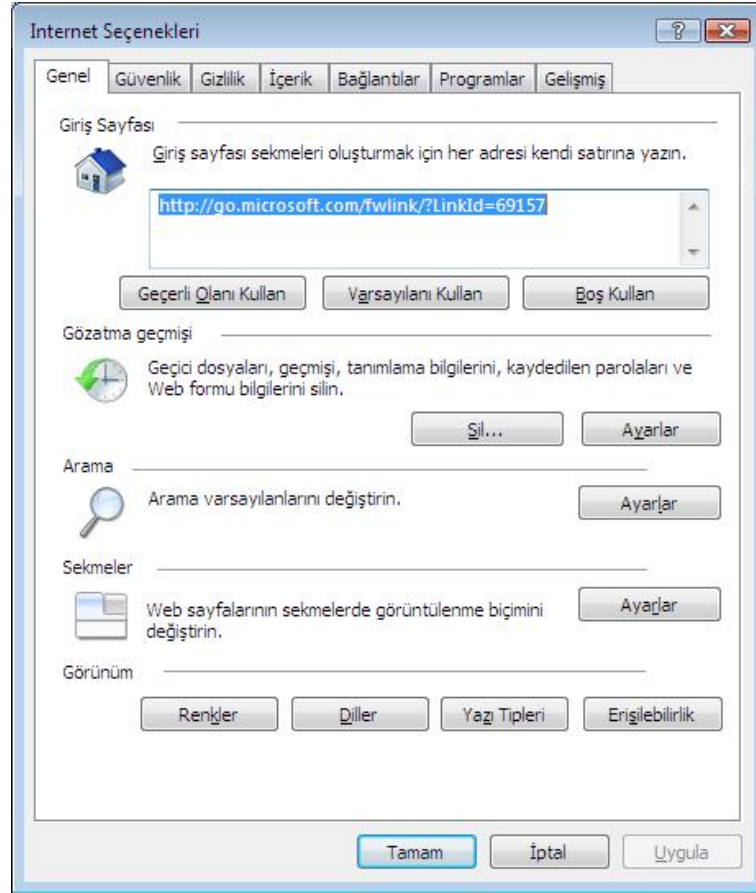 Internet Seçenekleri
Genel Güvenlik Gizlilik İçerik Bağlantılar Programlar Gelişmiş
Giriş Sayfası
Giriş sayfası sekmeleri oluşturmak için her adresi kendi satırına yazın.
http://go.microsoft.com/fwlink/?LinkId=69157
Geçerli Olanı Kullan Varsayılanı Kullan Boş Kullan
Gözatma geçmişi
Geçici dosyaları, geçmişi, tanımlama bilgilerini, kaydedilen parolaları ve
Web formu bilgilerini silin.
Sil... Ayarlar
Arama
Arama varsayılanlarını değiştirin.
Ayarlar
Sekmeler
Web sayfalarının sekmelerde görüntülenme biçimini
değiştirin.
Ayarlar
Görünüm
Renkler Diller Yazı Tipleri Erişilebilirlik
Tamam İptal Uygula